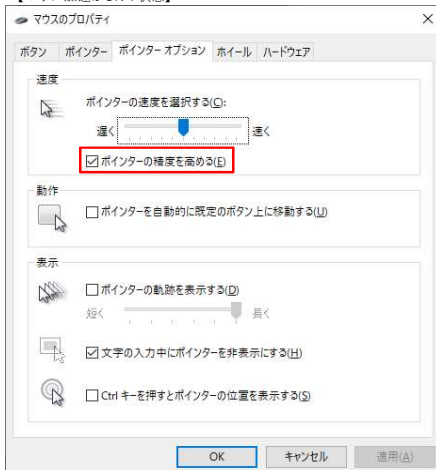 マウスのプロパティ
ボタン ポインター ポインター オプション ホイール ハードウェア
速度
ポインターの速度を選択する(C):
遅く 速く
ポインターの精度を高める(E)
動作
ポインターを自動的に既定のボタン上に移動する(U)
表示
ポインターの軌跡を表示する(D)
短く 長く
文字の入力中にポインターを非表示にする(H)
Ctrl キーを押すとポインターの位置を表示する(S)
OK キャンセル 適用(A)